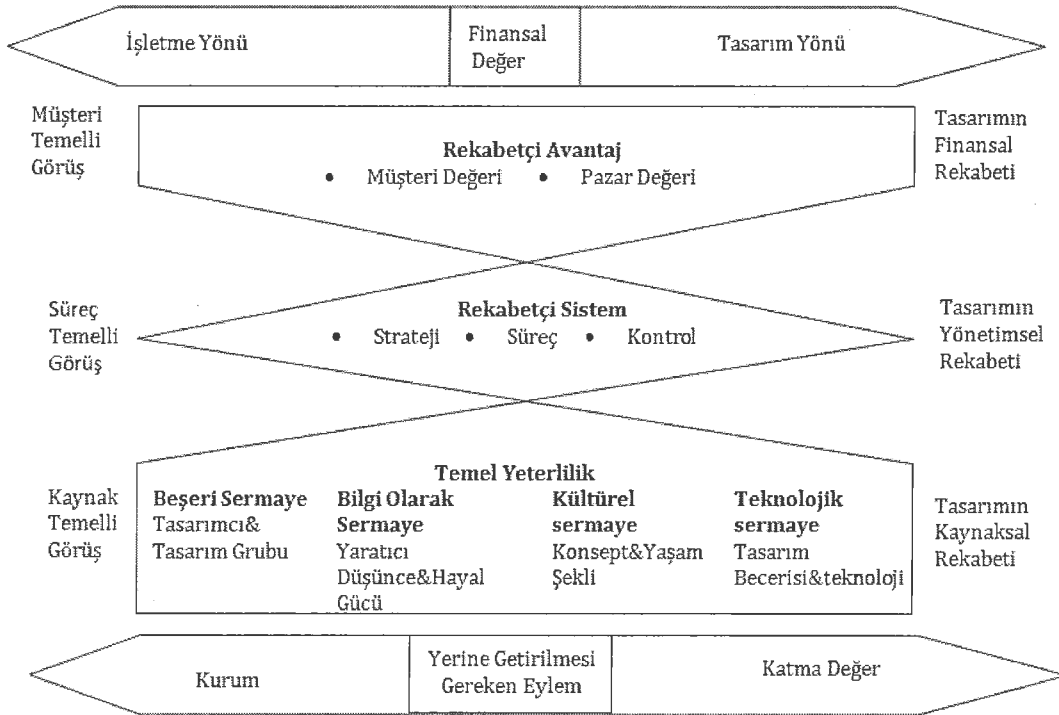 İşletme Yönü
Finansal
Değer
Tasarım Yönü
Müşteri
Temelli
Görüş
Rekabetçi Avantaj
• Müşteri Değeri • Pazar Değeri
Tasarımın
Finansal
Rekabeti
Süreç
Temelli
Görüş
Rekabetçi Sistem
• Strateji • Süreç • Kontrol
Tasarımın
Yönetimsel
Rekabeti
Kaynak
Temelli
Görüş
Temel Yeterlilik
Beşeri Sermaye
Tasarımcı&
Tasarım Grubu
Bilgi Olarak
Sermaye
Yaratıcı
Düşünce&Hayal
Gücü
Kültürel
sermaye
Konsept&Yaşam
Şekli
Teknolojik
sermaye
Tasarım
Becerisi&teknoloji
Tasarımın
Kaynaksal
Rekabeti
Kurum
Yerine Getirilmesi
Gereken Eylem
Katma Değer